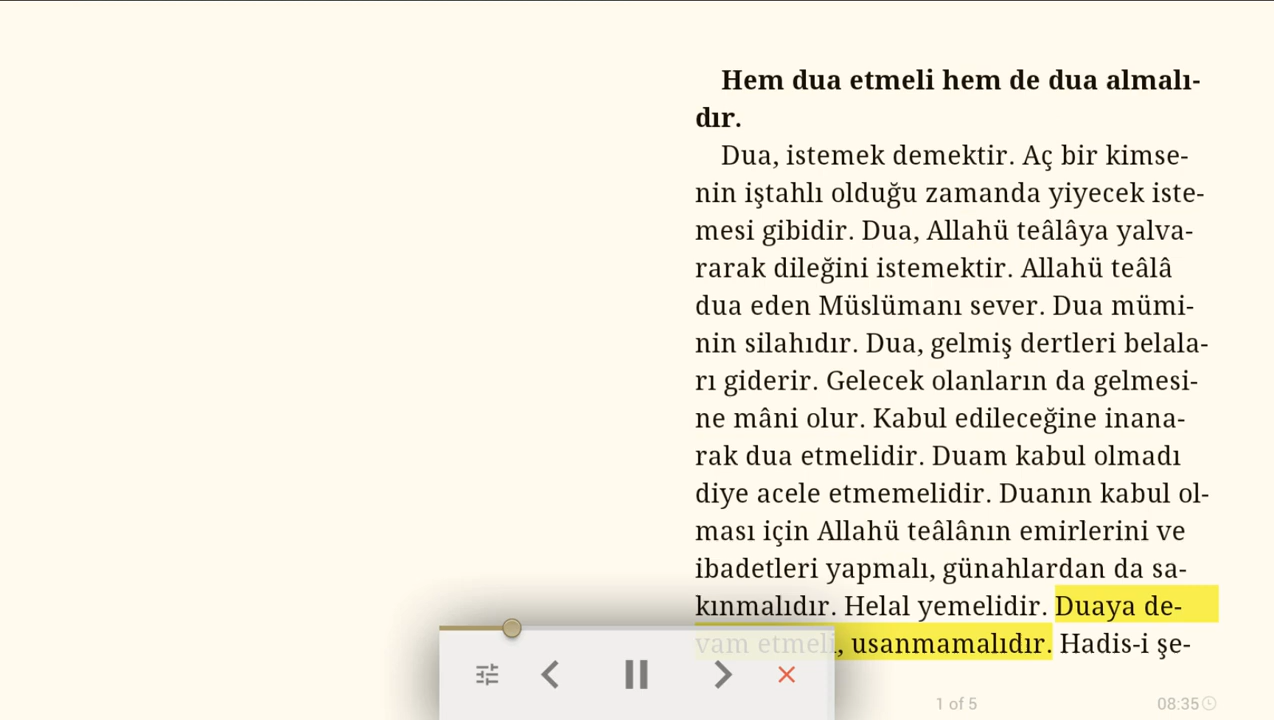 Hem dua etmeli hem de dua almalı-
dır.
Dua, istemek demektir. Aç bir kimse-
nin iştahlı olduğu zamanda yiyecek iste-
mesi gibidir. Dua, Allahü teâlâya yalva-
rarak dileğini istemektir. Allahü teâlâ
dua eden Müslümanı sever. Dua mümi-
nin silahıdır. Dua, gelmiş dertleri belala-
rı giderir. Gelecek olanların da gelmesi-
ne mâni olur. Kabul edileceğine inana-
rak dua etmelidir. Duam kabul olmadı
diye acele etmemelidir. Duanın kabul ol-
ması için Allahü teâlânın emirlerini ve
ibadetleri yapmalı, günahlardan da sa-
kınmalıdır. Helal yemelidir. Duaya de-
vam etmeli, usanmamalıdır. Hadis-i şe-
1 of 5
08:35